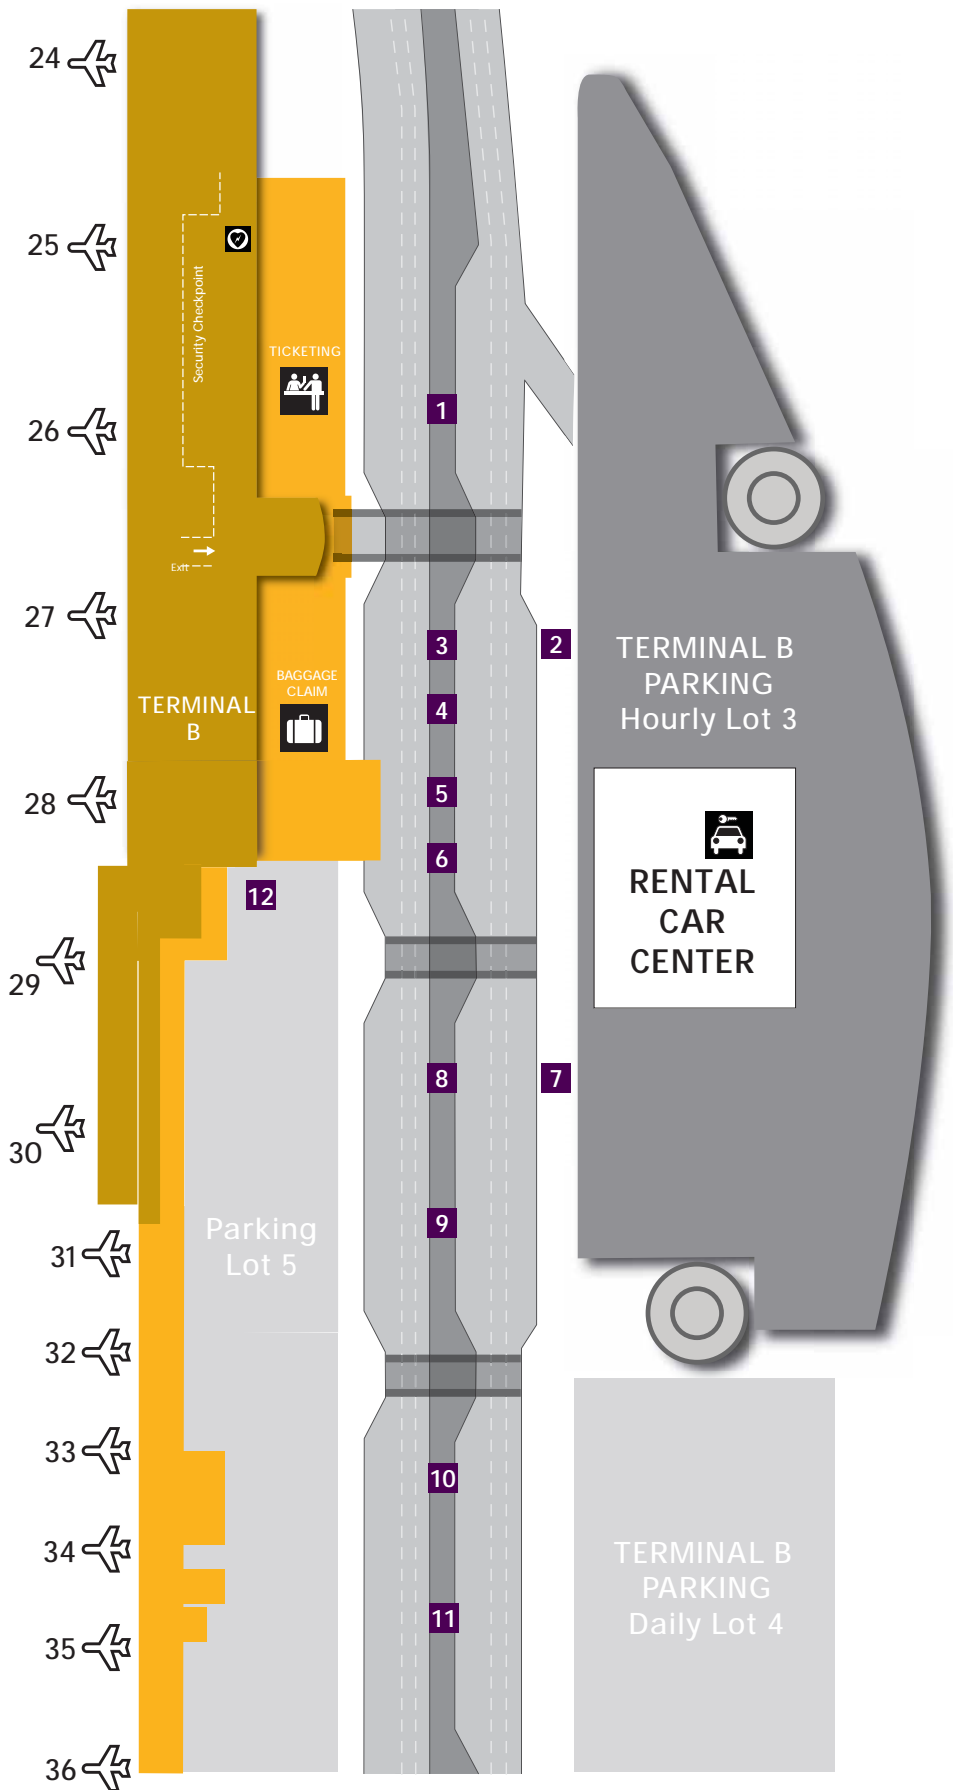 24
25
Security Checkpoint
TICKETING
1
26
Exit
27
3
2
TERMINAL B
PARKING
Hourly Lot 3
BAGGAGE
CLAIM
TERMINAL
B
4
28
5
6
RENTAL
CAR
CENTER
12
29
8
7
30
9
Parking
Lot 5
31
32
33
10
34
TERMINAL B
PARKING
Daily Lot 4
11
35
36